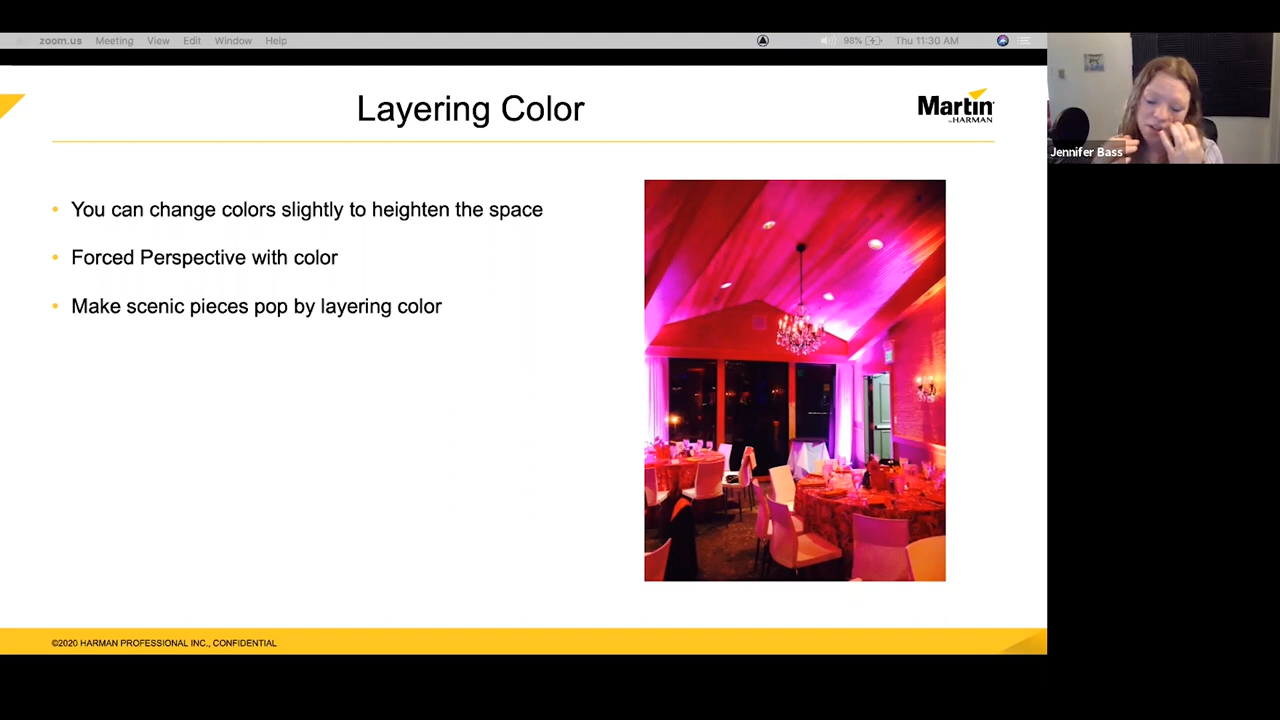 zoom.us Meeting View Edit Window Help 98% Thu 11:30 AM
Layering Color
Martin
by HARMAN
Jennifer Bass
• You can change colors slightly to heighten the space
• Forced Perspective with color
• Make scenic pieces pop by layering color
©2020 HARMAN PROFESSIONAL INC., CONFIDENTIAL